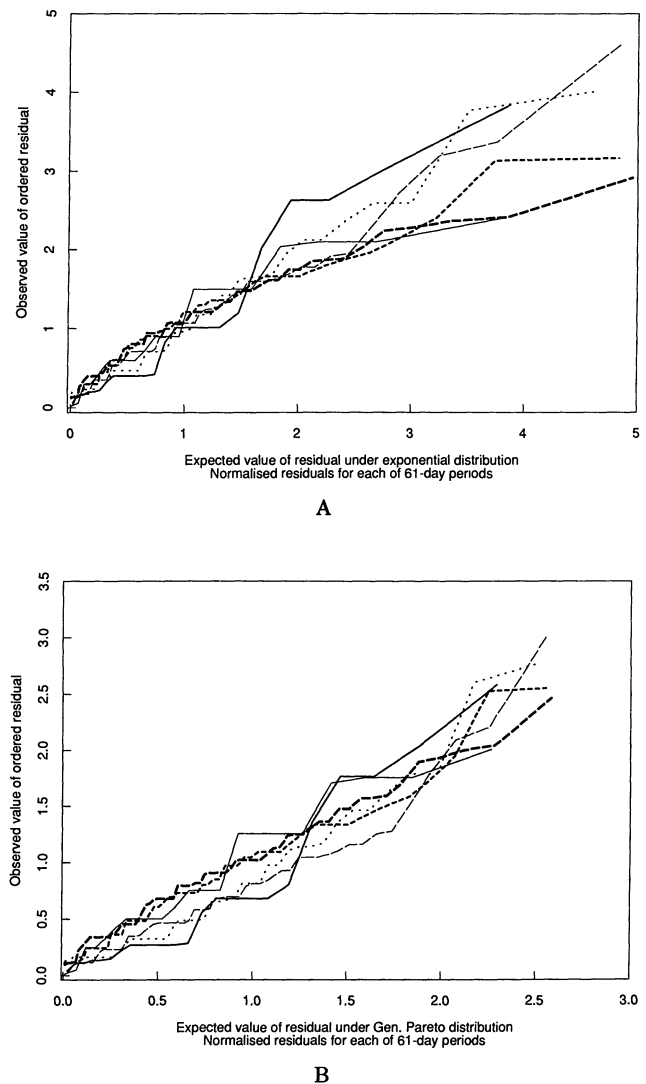 5
4
3
2
1
0
Observed value of ordered residual
0 1 2 3 4 5
Expected value of residual under exponential distribution
Normalised residuals for each of 61-day periods
A
3.5
3.0
2.5
2.0
1.5
1.0
0.5
0.0
Observed value of ordered residual
0.0 0.5 1.0 1.5 2.0 2.5 3.0
Expected value of residual under Gen. Pareto distribution
Normalised residuals for each of 61-day periods
B